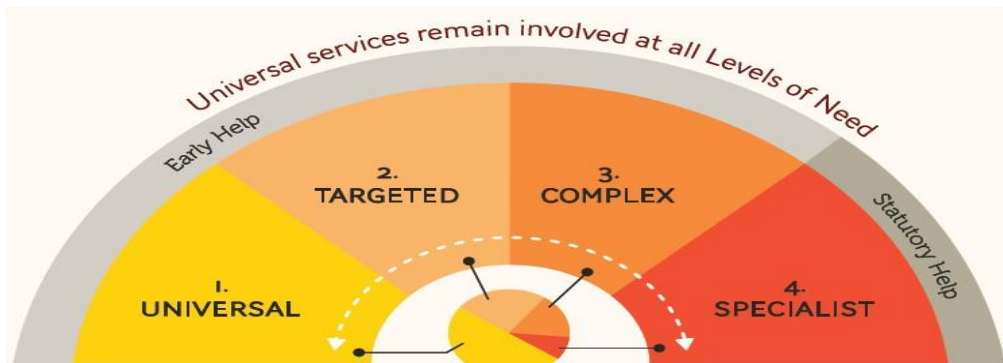 Universal services remain involved at all Levels of Need
Early Help
2.
TARGETED
3.
COMPLEX
Statutory Help
1.
UNIVERSAL
4.
SPECIALIST